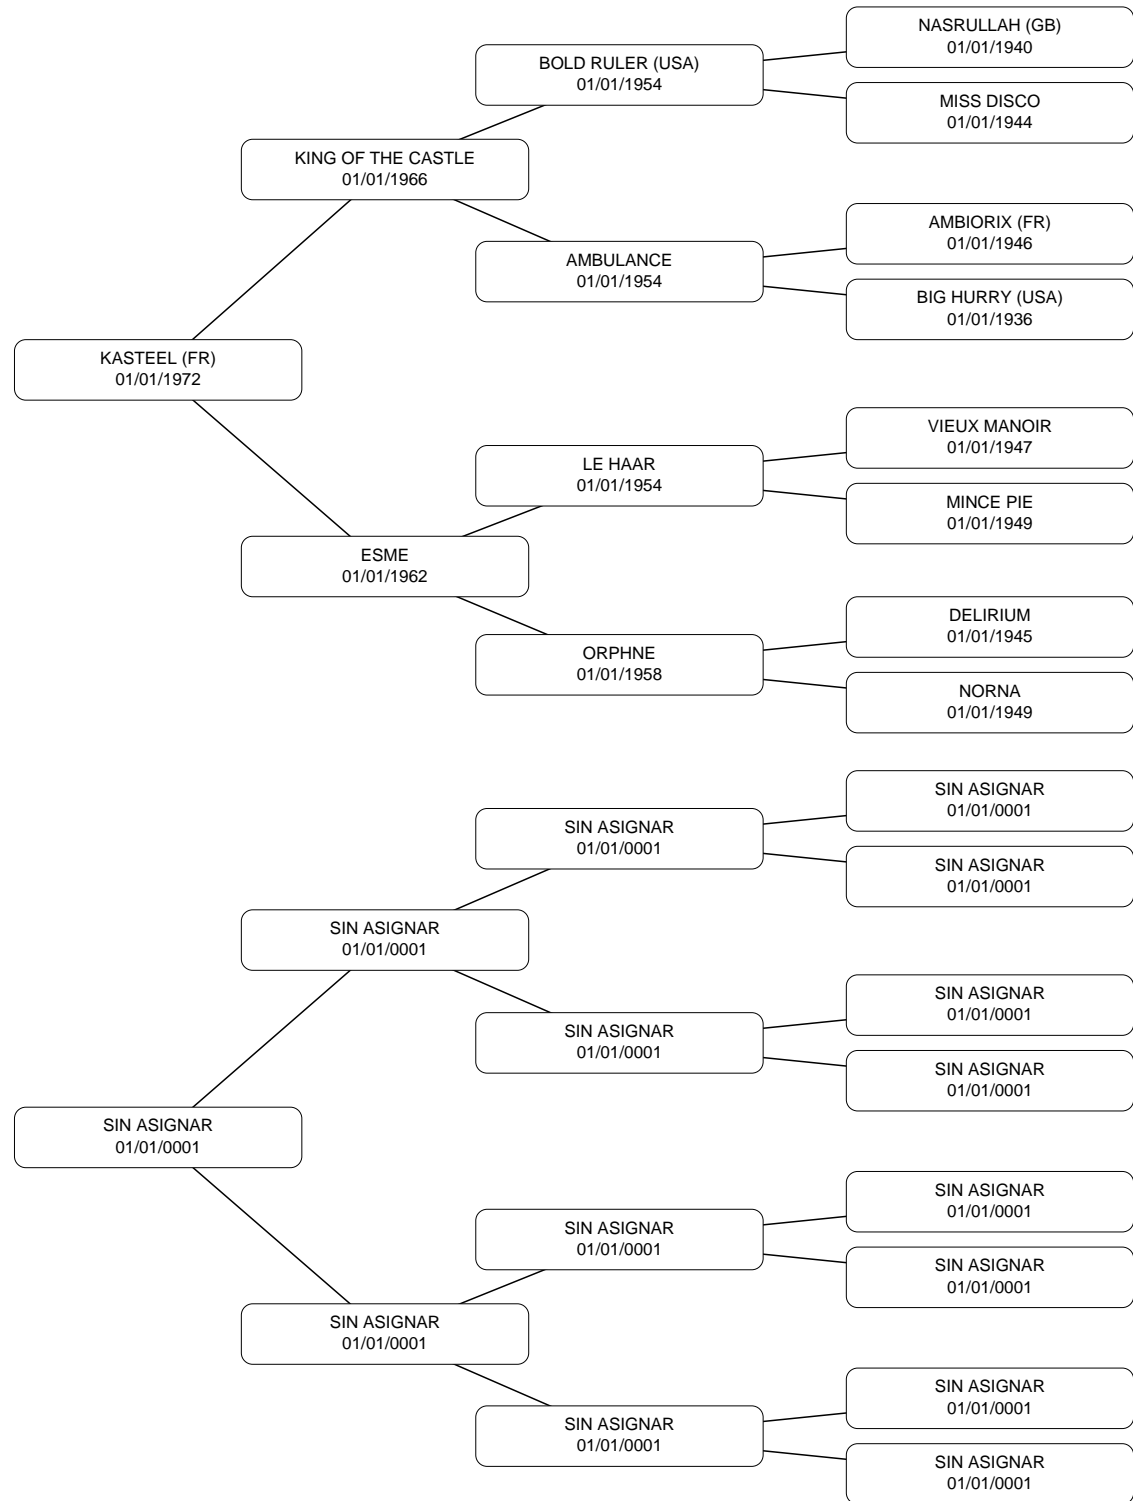 NASRULLAH (GB)
01/01/1940
BOLD RULER (USA)
01/01/1954
MISS DISCO
01/01/1944
KING OF THE CASTLE
01/01/1966
AMBIORIX (FR)
01/01/1946
AMBULANCE
01/01/1954
BIG HURRY (USA)
01/01/1936
KASTEEL (FR)
01/01/1972
VIEUX MANOIR
01/01/1947
LE HAAR
01/01/1954
MINCE PIE
01/01/1949
ESME
01/01/1962
DELIRIUM
01/01/1945
ORPHNE
01/01/1958
NORNA
01/01/1949
SIN ASIGNAR
01/01/0001
SIN ASIGNAR
01/01/0001
SIN ASIGNAR
01/01/0001
SIN ASIGNAR
01/01/0001
SIN ASIGNAR
01/01/0001
SIN ASIGNAR
01/01/0001
SIN ASIGNAR
01/01/0001
SIN ASIGNAR
01/01/0001
SIN ASIGNAR
01/01/0001
SIN ASIGNAR
01/01/0001
SIN ASIGNAR
01/01/0001
SIN ASIGNAR
01/01/0001
SIN ASIGNAR
01/01/0001
SIN ASIGNAR
01/01/0001
SIN ASIGNAR
01/01/0001